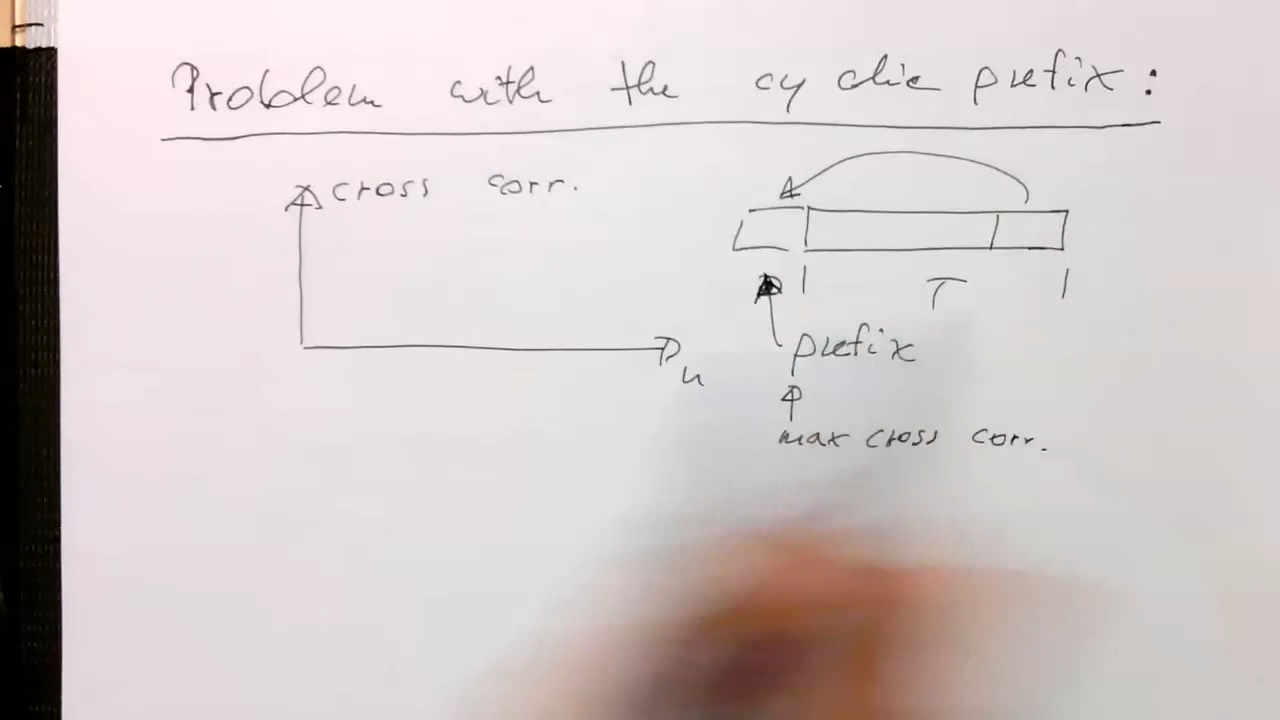 Problem with the cyclic prefix:
cross corr.
T
n
prefix
max cross corr.